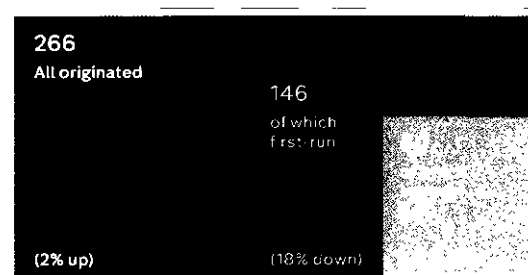 266
All originated
146
of which
first-run
(2% up)
(18% down)